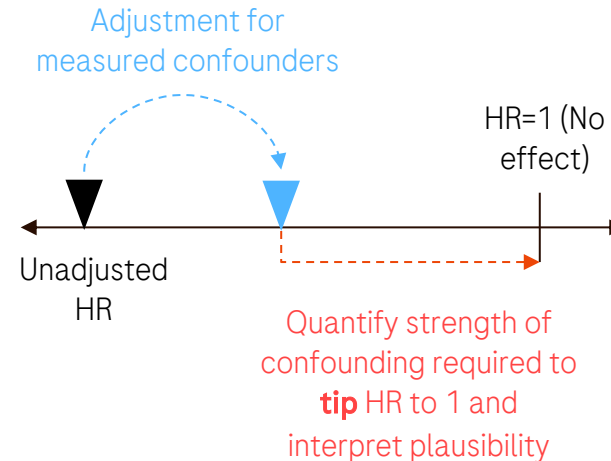 Adjustment for
measured confounders
HR=1 (No
effect)
Unadjusted
HR
Quantify strength of
confounding required to
tip HR to 1 and
interpret plausibility